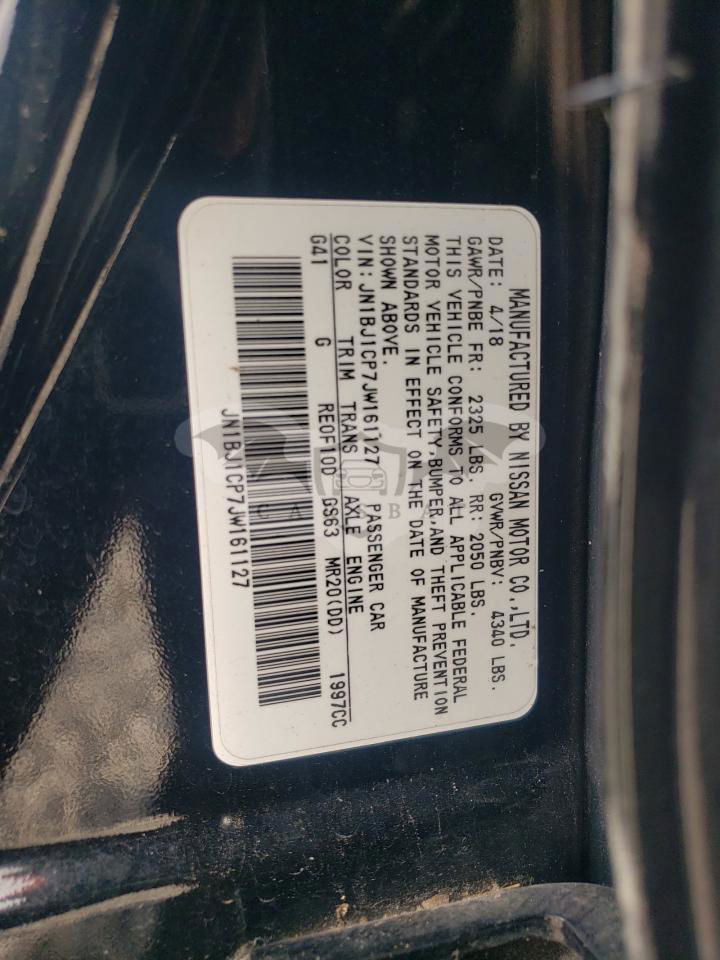 MANUFACTURED BY NISSAN MOTOR CO.,LTD.
DATE: 4/18 GVWR/PNBV: 4340 LBS.
GAWR/PNBE FR: 2325 LBS. RR: 2050 LBS.
THIS VEHICLE CONFORMS TO ALL APPLICABLE FEDERAL
MOTOR VEHICLE SAFETY,BUMPER,AND THEFT PREVENTION
STANDARDS IN EFFECT ON THE DATE OF MANUFACTURE
SHOWN ABOVE.
VIN:JN1BJ1CP7JW161127 PASSENGER CAR
COLOR TRIM TRANS AXLE ENGINE
G41 G RE0F10D GS63 MR20(DD) 1997CC
JN1BJ1CP7JW161127